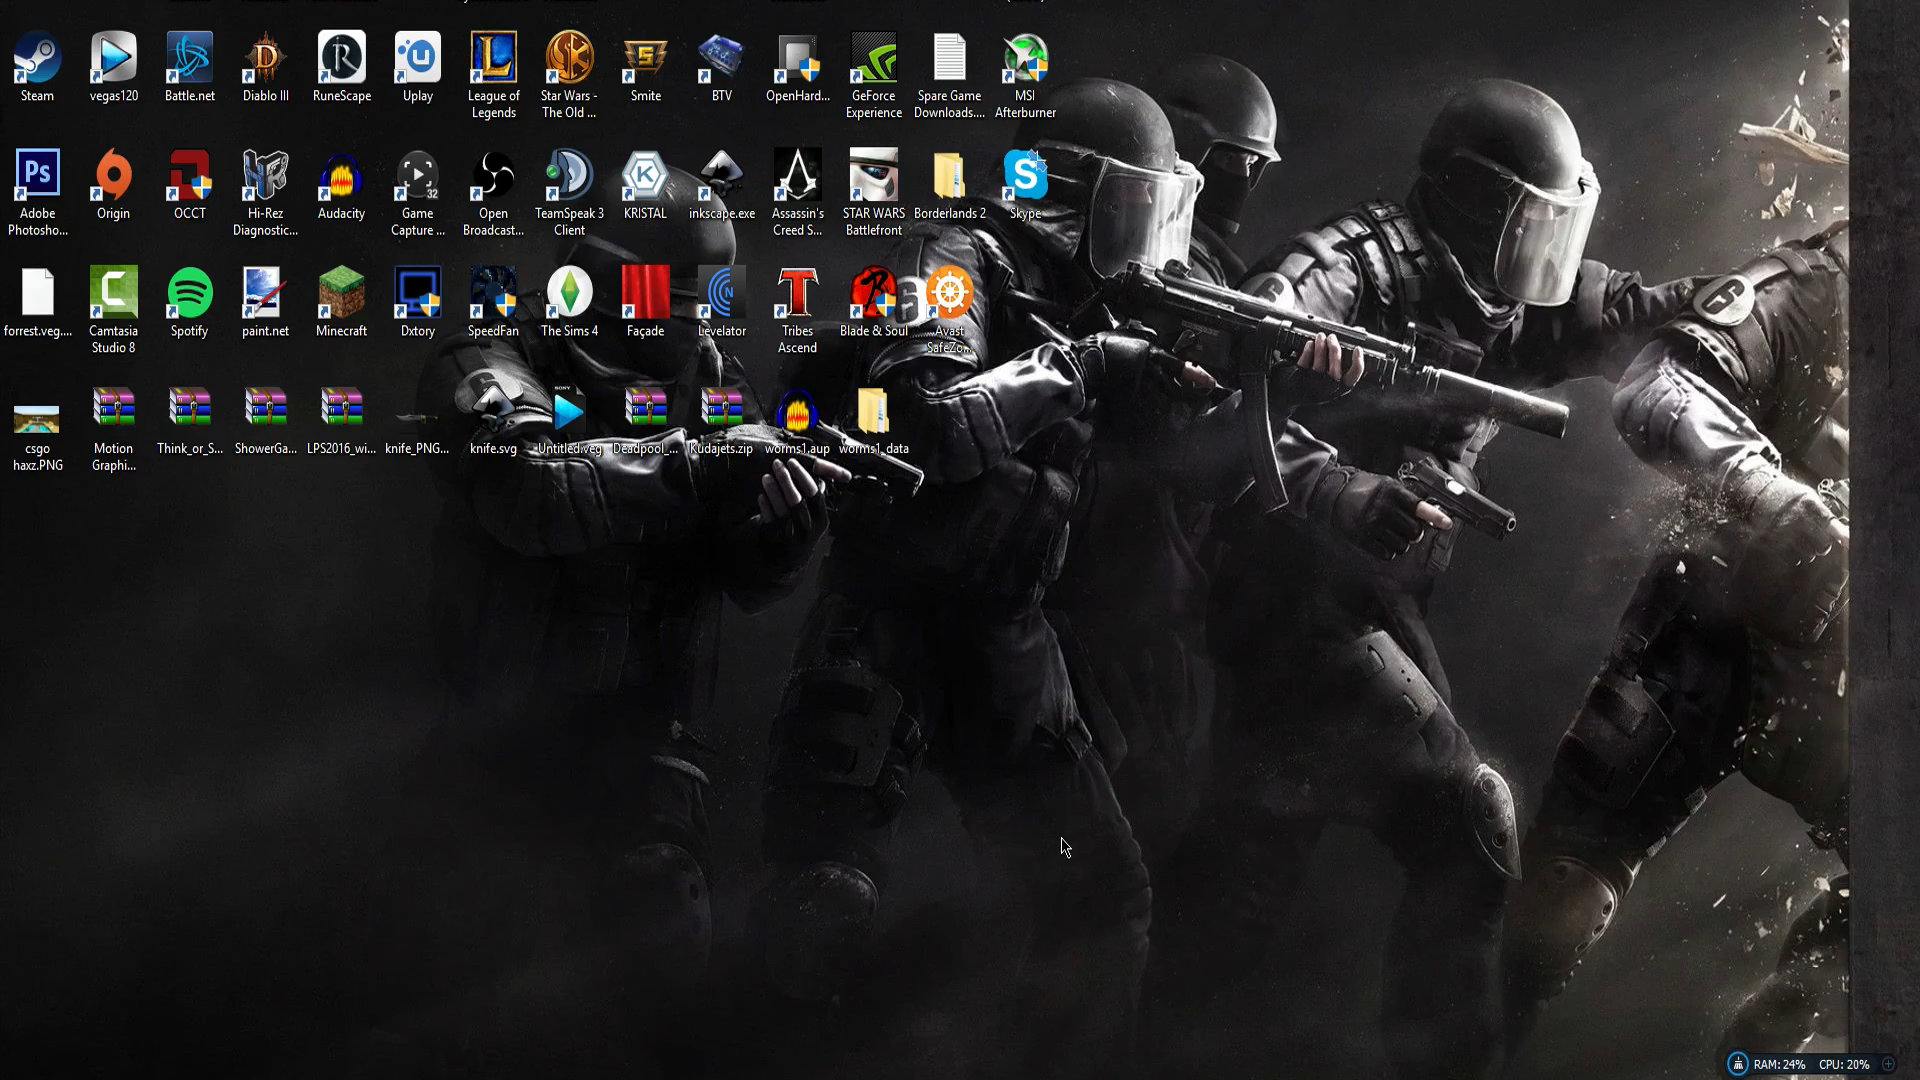 Steam
vegas120
Battle.net
Diablo III
RuneScape
Uplay
League of
Legends
Star Wars -
The Old ...
Smite
BTV
OpenHard...
GeForce
Experience
Spare Game
Downloads....
MSI
Afterburner
Ps
Adobe
Photosho...
Origin
OCCT
Hi-Rez
Diagnostic...
Audacity
32
Game
Capture ...
Open
Broadcast...
TeamSpeak 3
Client
K
KRISTAL
inkscape.exe
Assassin's
Creed S...
STAR WARS
Battlefront
Borderlands 2
S
Skype
forrest.veg....
Camtasia
Studio 8
Spotify
paint.net
Minecraft
Dxtory
SpeedFan
The Sims 4
Façade
N
Levelator
Tribes
Ascend
Blade & Soul
Avast
SafeZo...
csgo
haxz.PNG
Motion
Graphi...
Think_or_S...
ShowerGa...
LPS2016_wi...
knife_PNG...
knife.svg
SONY
Untitled.veg
Deadpool_...
Kudajets.zip
worms1.aup
worms1_data
6
6
RAM: 24% CPU: 20%